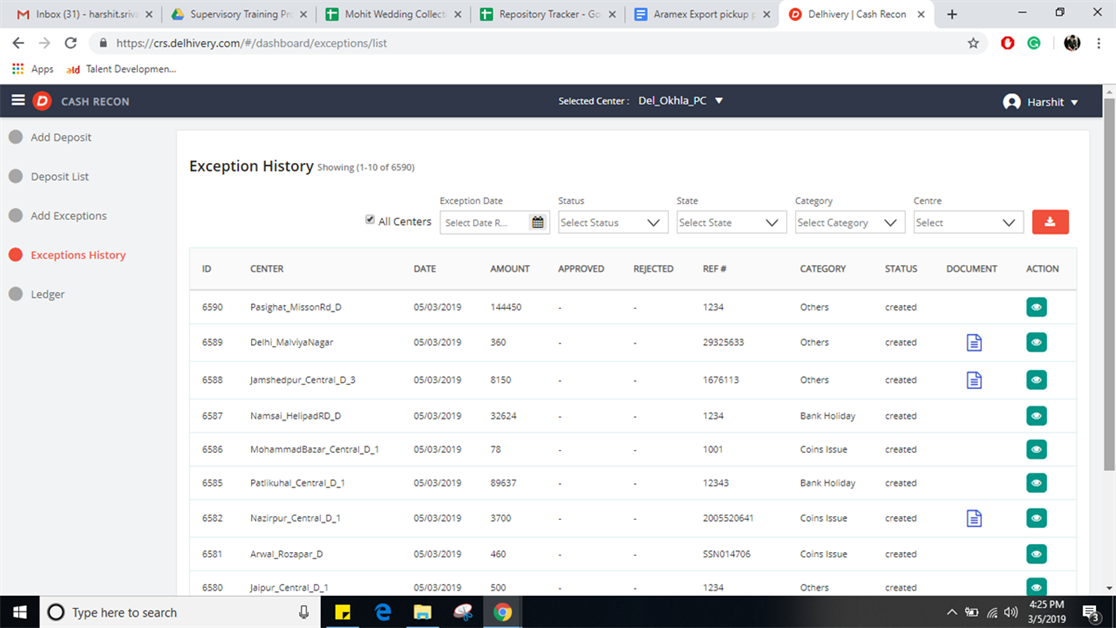 Inbox (31) - harshit.sriva
Supervisory Training Pr
Mohit Wedding Collecti
Repository Tracker - Go
Aramex Export pickup p
Delhivery | Cash Recon
https://crs.delhivery.com/#/dashboard/exceptions/list
Apps
ald Talent Developmen...
D CASH RECON
Selected Center : Del_Okhla_PC
Harshit
Add Deposit
Deposit List
Add Exceptions
Exceptions History
Ledger
Exception History Showing (1-10 of 6590)
Exception Date Status State Category Centre
All Centers Select Date R... Select Status Select State Select Category Select
ID CENTER DATE AMOUNT APPROVED REJECTED REF # CATEGORY STATUS DOCUMENT ACTION
6590 Pasighat_MissonRd_D 05/03/2019 144450 - - 1234 Others created
6589 Delhi_MalviyaNagar 05/03/2019 360 - - 29325633 Others created
6588 Jamshedpur_Central_D_3 05/03/2019 8150 - - 1676113 Others created
6587 Namsai_HelipadRD_D 05/03/2019 32624 - - 1234 Bank Holiday created
6586 MohammadBazar_Central_D_1 05/03/2019 78 - - 1001 Coins Issue created
6585 Patlikuhal_Central_D_1 05/03/2019 89637 - - 12343 Bank Holiday created
6582 Nazirpur_Central_D_1 05/03/2019 3700 - - 2005520641 Coins Issue created
6581 Arwal_Rozapar_D 05/03/2019 460 - - SSN014706 Coins Issue created
6580 Jaipur_Central_D_1 05/03/2019 500 - - 1234 Others created
Type here to search
4:25 PM
3/5/2019
3